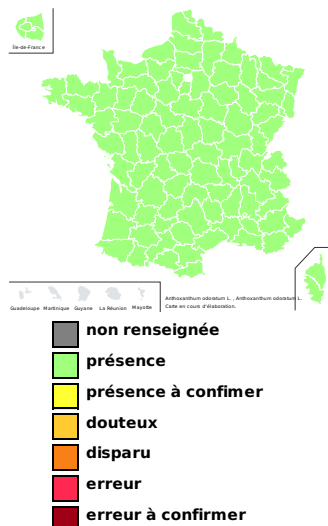 Île-de-France
Guadeloupe Martinique Guyane La Réunion Mayotte
Anthoxanthum odoratum L. , Anthoxanthum odoratum L.
Carte en cours d'élaboration.
non renseignée
présence
présence à confimer
douteux
disparu
erreur
erreur à confirmer